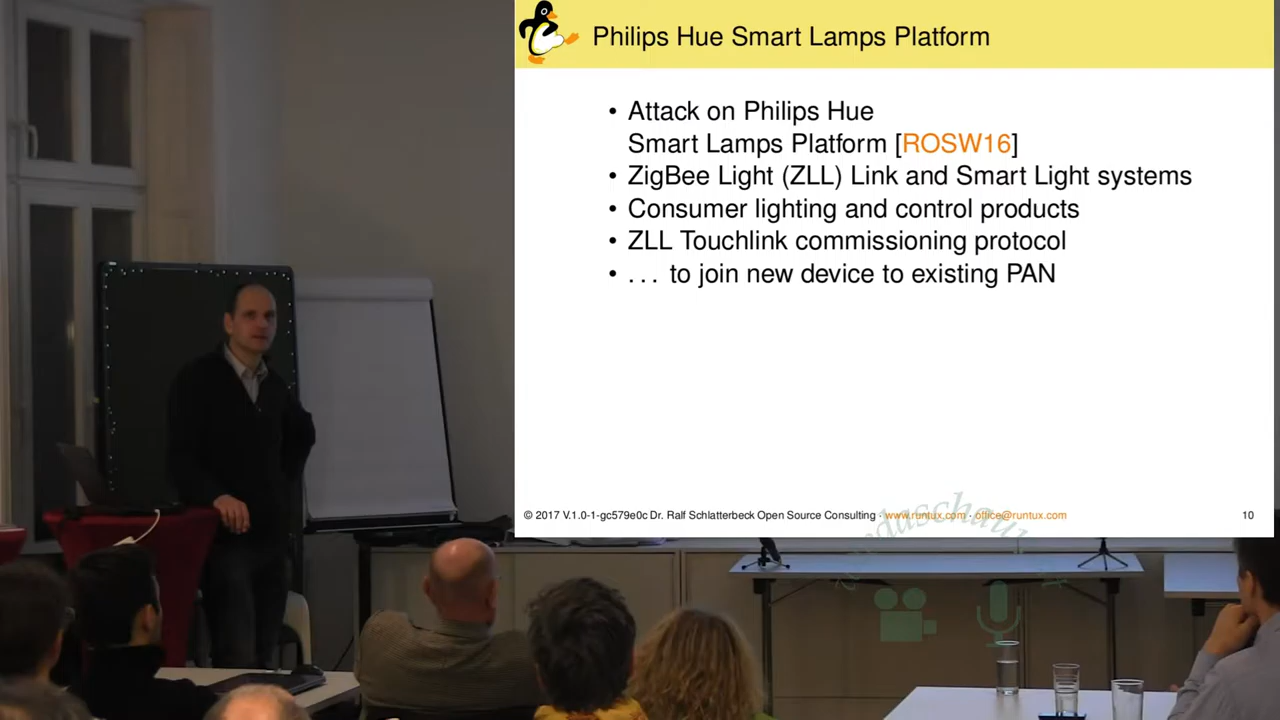 Philips Hue Smart Lamps Platform
• Attack on Philips Hue
Smart Lamps Platform [ROSW16]
• ZigBee Light (ZLL) Link and Smart Light systems
• Consumer lighting and control products
• ZLL Touchlink commissioning protocol
• . . . to join new device to existing PAN
© 2017 V.1.0-1-gc579e0c Dr. Ralf Schlatterbeck Open Source Consulting · www.runtux.com · office@runtux.com
10